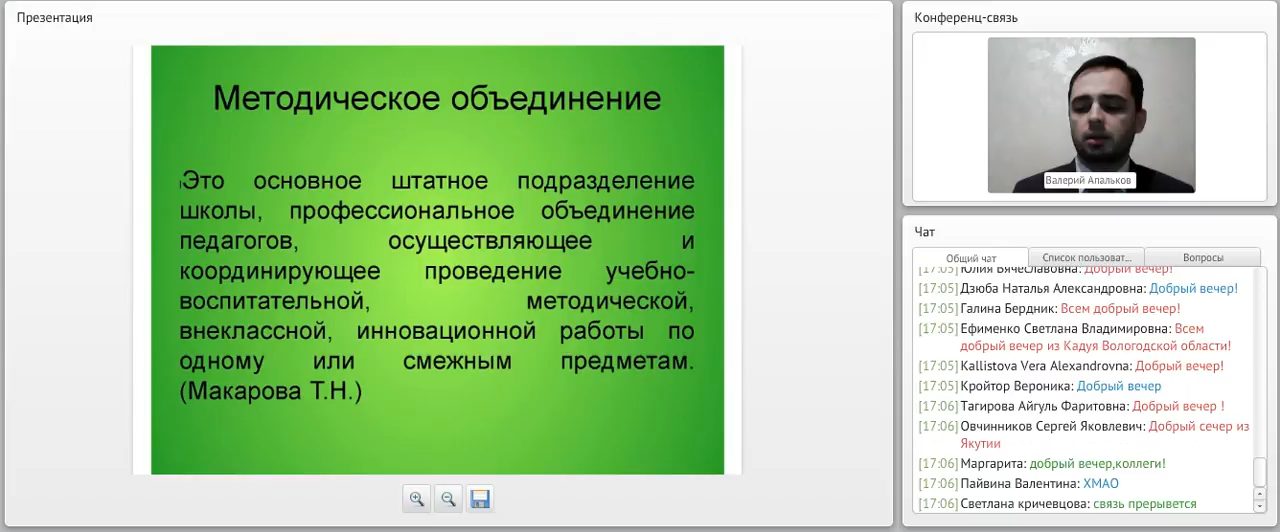 Презентация
Методическое объединение
Это основное штатное подразделение
школы, профессиональное объединение
педагогов, осуществляющее и
координирующее проведение учебно-
воспитательной, методической,
внеклассной, инновационной работы по
одному или смежным предметам.
(Макарова Т.Н.)
Конференц-связь
Валерий Апальков
Чат
Общий чат
Список пользоват...
Вопросы
[17:05] Юлия Вячеславовна: Добрый вечер!
[17:05] Дзюба Наталья Александровна: Добрый вечер!
[17:05] Галина Бердник: Всем добрый вечер!
[17:05] Ефименко Светлана Владимировна: Всем
добрый вечер из Кадуя Вологодской области!
[17:05] Kallistova Vera Alexandrovna: Добрый вечер!
[17:05] Кройтор Вероника: Добрый вечер
[17:06] Тагирова Айгуль Фаритовна: Добрый вечер !
[17:06] Овчинников Сергей Яковлевич: Добрый сечер из
Якутии
[17:06] Маргарита: добрый вечер,коллеги!
[17:06] Пайвина Валентина: ХМАО
[17:06] Светлана кричевцова: связь прерывется